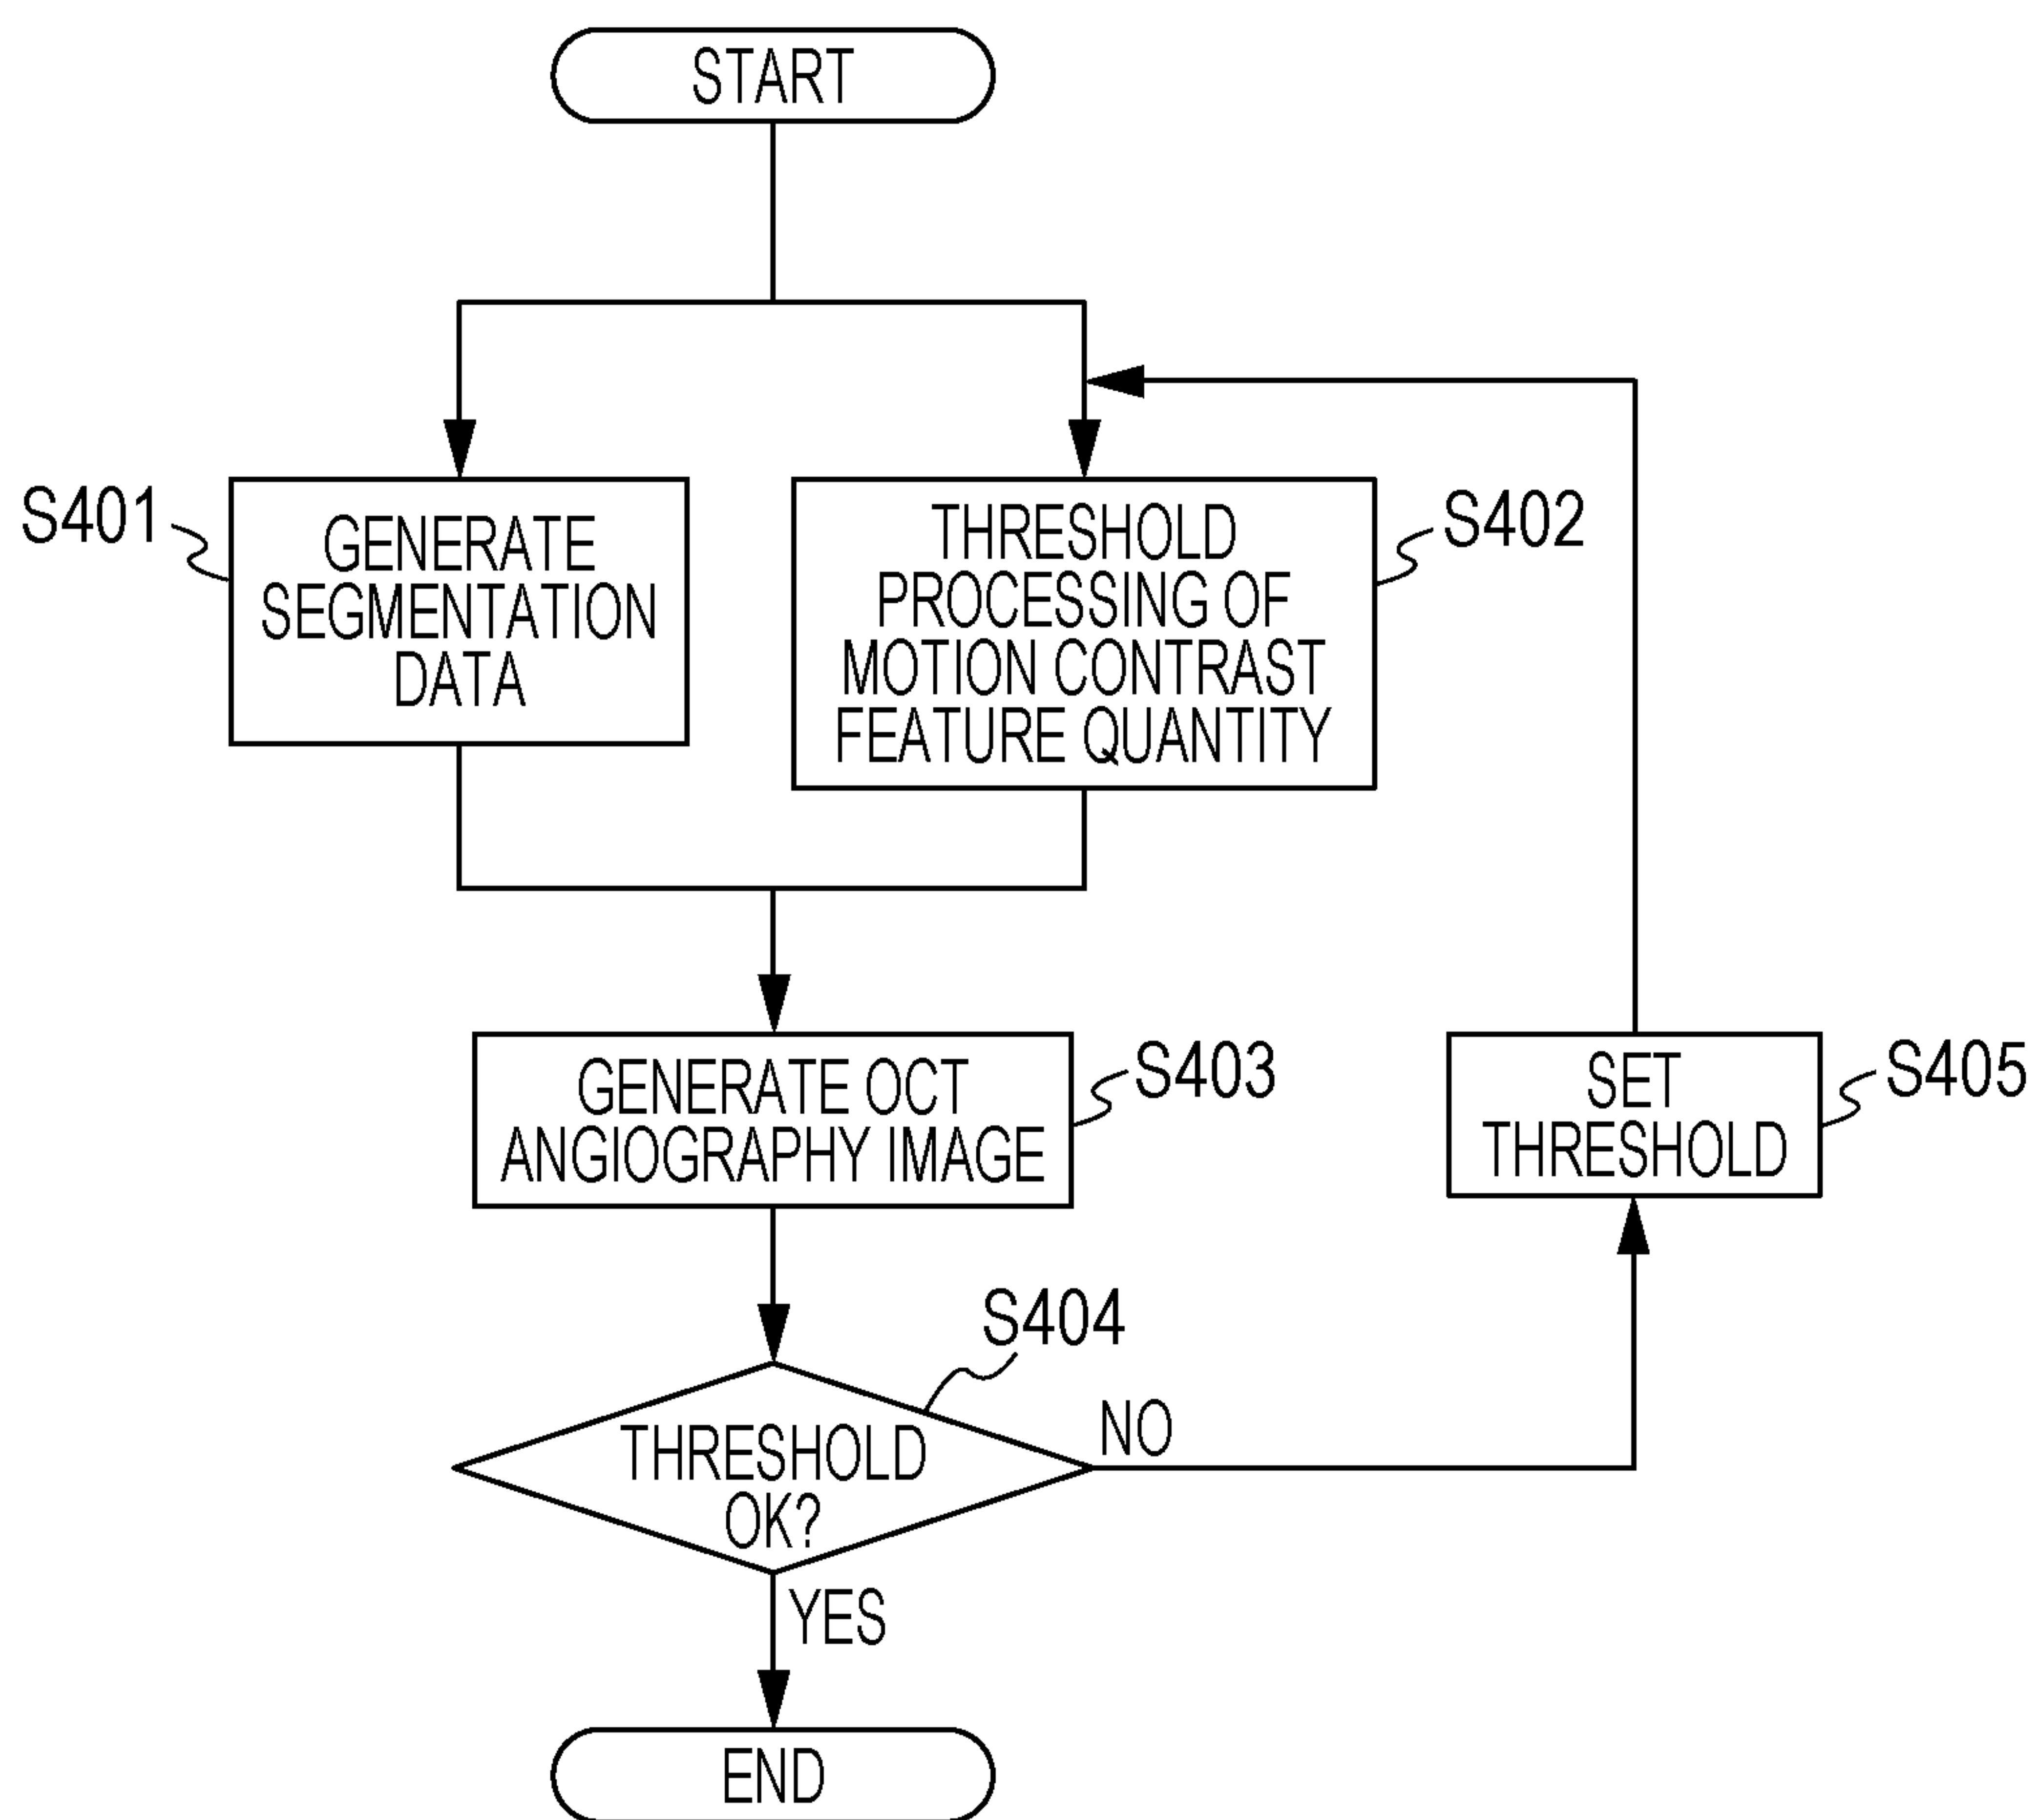 START
S401
GENERATE
SEGMENTATION
DATA
THRESHOLD
PROCESSING OF
MOTION CONTRAST
FEATURE QUANTITY
S402
GENERATE OCT
ANGIOGRAPHY IMAGE
S403
SET
THRESHOLD
S405
S404
THRESHOLD
OK?
NO
YES
END